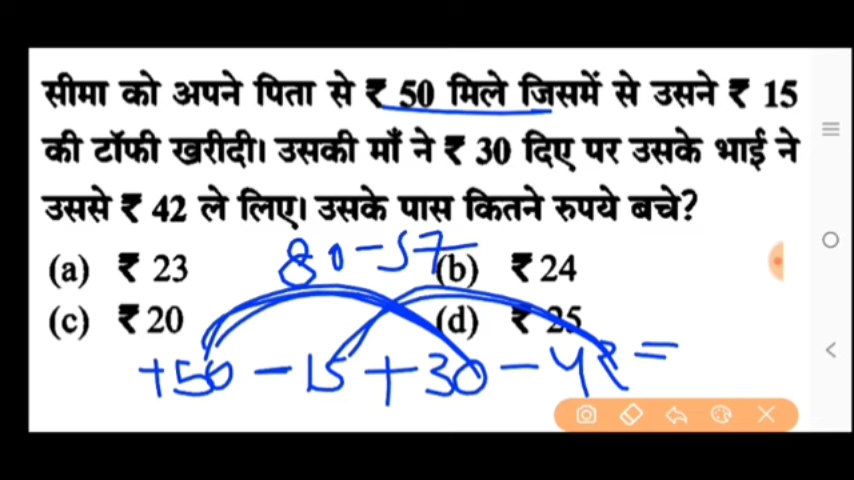 सीमा को अपने पिता से ₹ 50 मिले जिसमें से उसने ₹ 15
की टॉफी खरीदी। उसकी माँ ने ₹ 30 दिए पर उसके भाई ने
उससे ₹ 42 ले लिए। उसके पास कितने रुपये बचे?
80-57
(a) ₹ 23 (b) ₹ 24
(c) ₹ 20 (d) ₹ 25
+50-15+30-42=